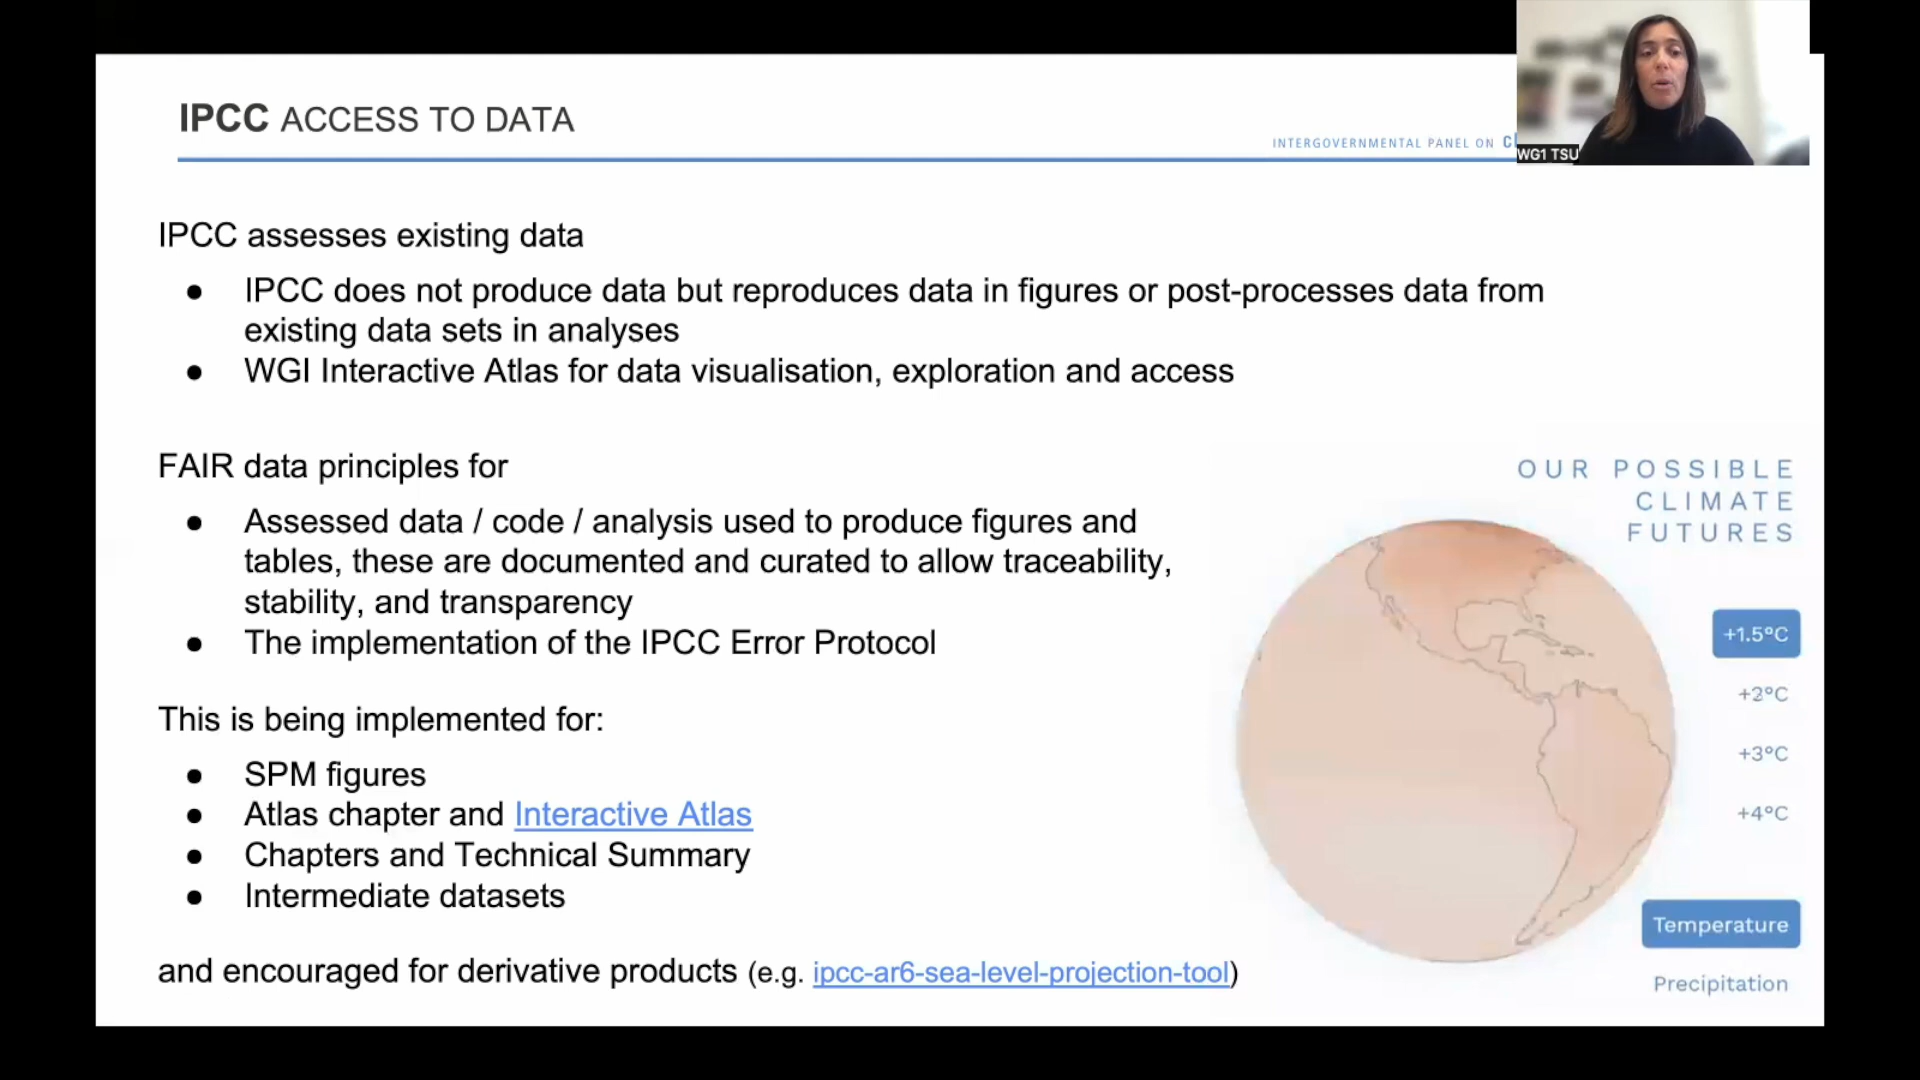 IPCC ACCESS TO DATA
INTERGOVERNMENTAL PANEL ON
WG1 TSU
IPCC assesses existing data
● IPCC does not produce data but reproduces data in figures or post-processes data from
existing data sets in analyses
● WGI Interactive Atlas for data visualisation, exploration and access
FAIR data principles for
● Assessed data / code / analysis used to produce figures and
tables, these are documented and curated to allow traceability,
stability, and transparency
● The implementation of the IPCC Error Protocol
This is being implemented for:
● SPM figures
● Atlas chapter and Interactive Atlas
● Chapters and Technical Summary
● Intermediate datasets
and encouraged for derivative products (e.g. ipcc-ar6-sea-level-projection-tool)
OUR POSSIBLE
CLIMATE
FUTURES
+1.5°C
+2°C
+3°C
+4°C
Temperature
Precipitation